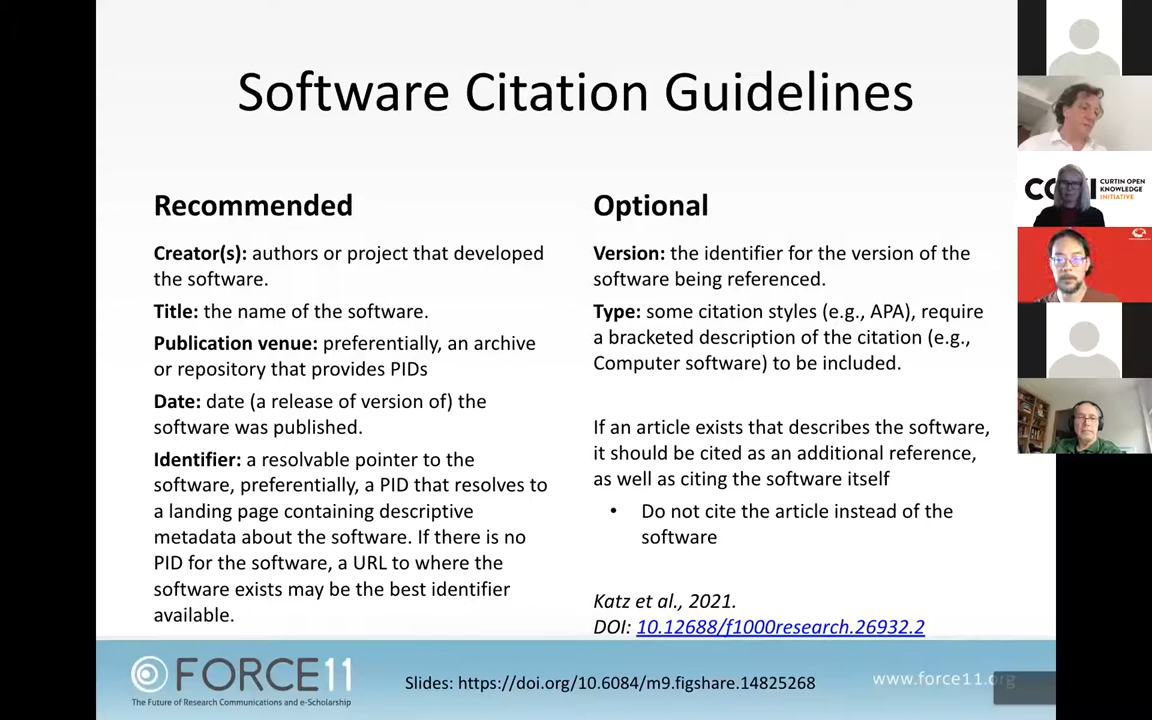 Software Citation Guidelines
Recommended
Creator(s): authors or project that developed
the software.
Title: the name of the software.
Publication venue: preferentially, an archive
or repository that provides PIDs
Date: date (a release of version of) the
software was published.
Identifier: a resolvable pointer to the
software, preferentially, a PID that resolves to
a landing page containing descriptive
metadata about the software. If there is no
PID for the software, a URL to where the
software exists may be the best identifier
available.
Optional
Version: the identifier for the version of the
software being referenced.
Type: some citation styles (e.g., APA), require
a bracketed description of the citation (e.g.,
Computer software) to be included.
If an article exists that describes the software,
it should be cited as an additional reference,
as well as citing the software itself
• Do not cite the article instead of the
software
Katz et al., 2021.
DOI: 10.12688/f1000research.26932.2
FORCE11
The Future of Research Communications and e-Scholarship
Slides: https://doi.org/10.6084/m9.figshare.14825268
www.force11.org
CURTIN OPEN
KNOWLEDGE
INITIATIVE